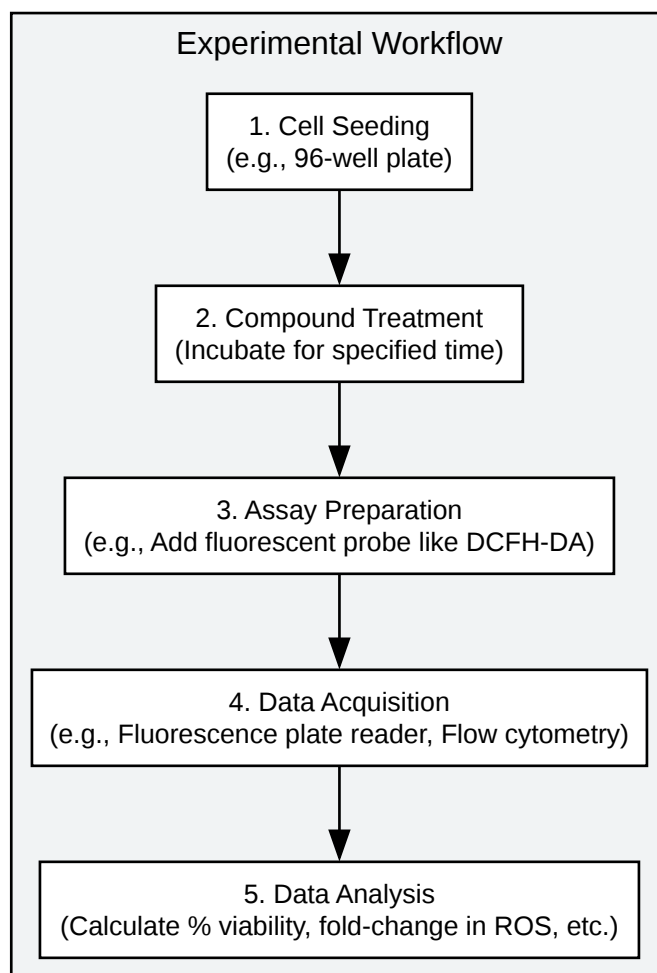 Experimental Workflow
1. Cell Seeding
(e.g., 96-well plate)
2. Compound Treatment
(Incubate for specified time)
3. Assay Preparation
(e.g., Add fluorescent probe like DCFH-DA)
4. Data Acquisition
(e.g., Fluorescence plate reader, Flow cytometry)
5. Data Analysis
(Calculate % viability, fold-change in ROS, etc.)